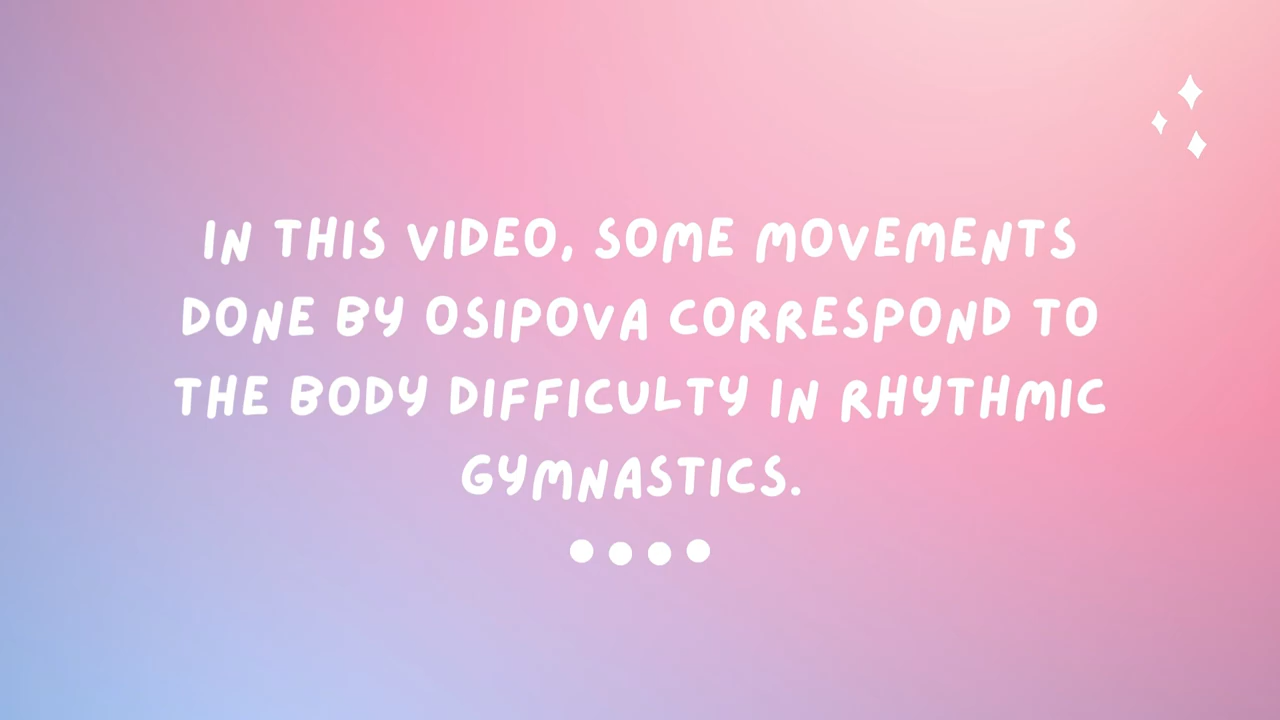 IN THIS VIDEO, SOME MOVEMENTS
DONE BY OSIPOVA CORRESPOND TO
THE BODY DIFFICULTY IN RHYTHMIC
GYMNASTICS.